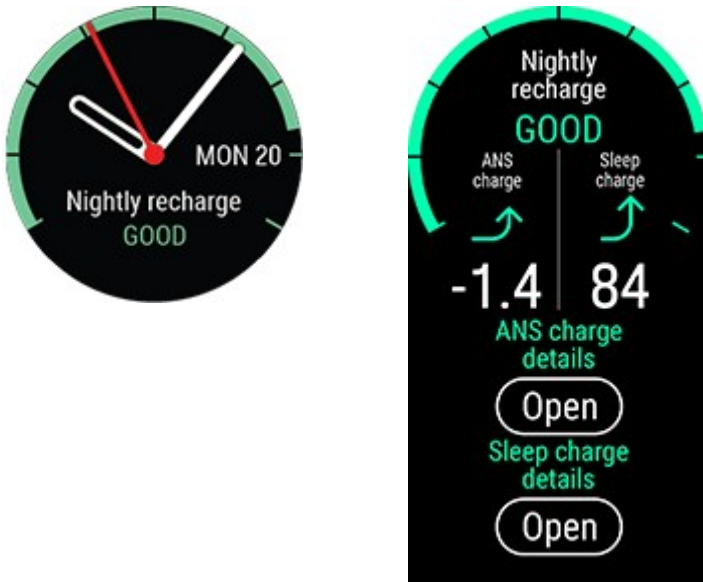 MON 20
Nightly recharge
GOOD
Nightly
recharge
GOOD
ANS
charge
Sleep
charge
-1.4
84
ANS charge
details
Open
Sleep charge
details
Open